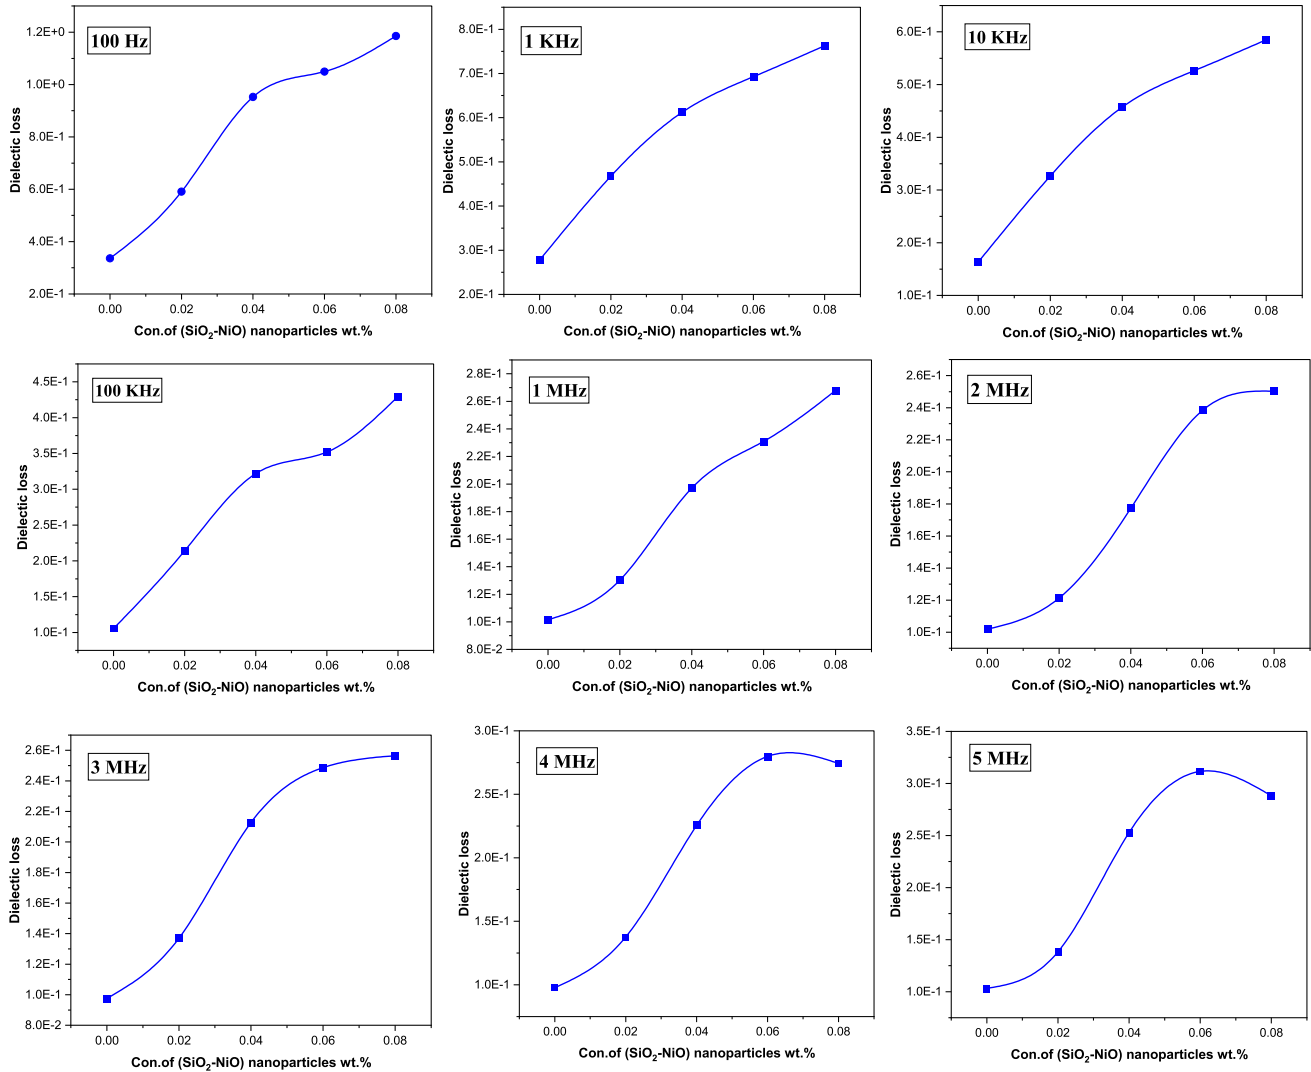 100 Hz
1.2E+0
1.0E+0
8.0E-1
6.0E-1
4.0E-1
2.0E-1
Dielectic loss
0.00 0.02 0.04 0.06 0.08
Con.of (SiO2-NiO) nanoparticles wt.%
1 KHz
8.0E-1
7.0E-1
6.0E-1
5.0E-1
4.0E-1
3.0E-1
2.0E-1
Dielectic loss
0.00 0.02 0.04 0.06 0.08
Con.of (SiO2-NiO) nanoparticles wt.%
10 KHz
6.0E-1
5.0E-1
4.0E-1
3.0E-1
2.0E-1
1.0E-1
Dielectic loss
0.00 0.02 0.04 0.06 0.08
Con.of (SiO2-NiO) nanoparticles wt.%
100 KHz
4.5E-1
4.0E-1
3.5E-1
3.0E-1
2.5E-1
2.0E-1
1.5E-1
1.0E-1
Dielectic loss
0.00 0.02 0.04 0.06 0.08
Con.of (SiO2-NiO) nanoparticles wt.%
1 MHz
2.8E-1
2.6E-1
2.4E-1
2.2E-1
2.0E-1
1.8E-1
1.6E-1
1.4E-1
1.2E-1
1.0E-1
8.0E-2
Dielectic loss
0.00 0.02 0.04 0.06 0.08
Con.of (SiO2-NiO) nanoparticles wt.%
2 MHz
2.6E-1
2.4E-1
2.2E-1
2.0E-1
1.8E-1
1.6E-1
1.4E-1
1.2E-1
1.0E-1
Dielectic loss
0.00 0.02 0.04 0.06 0.08
Con.of (SiO2-NiO) nanoparticles wt.%
3 MHz
2.6E-1
2.4E-1
2.2E-1
2.0E-1
1.8E-1
1.6E-1
1.4E-1
1.2E-1
1.0E-1
8.0E-2
Dielectic loss
0.00 0.02 0.04 0.06 0.08
Con.of (SiO2-NiO) nanoparticles wt.%
4 MHz
3.0E-1
2.5E-1
2.0E-1
1.5E-1
1.0E-1
Dielectic loss
0.00 0.02 0.04 0.06 0.08
Con.of (SiO2-NiO) nanoparticles wt.%
5 MHz
3.5E-1
3.0E-1
2.5E-1
2.0E-1
1.5E-1
1.0E-1
Dielectic loss
0.00 0.02 0.04 0.06 0.08
Con.of (SiO2-NiO) nanoparticles wt.%